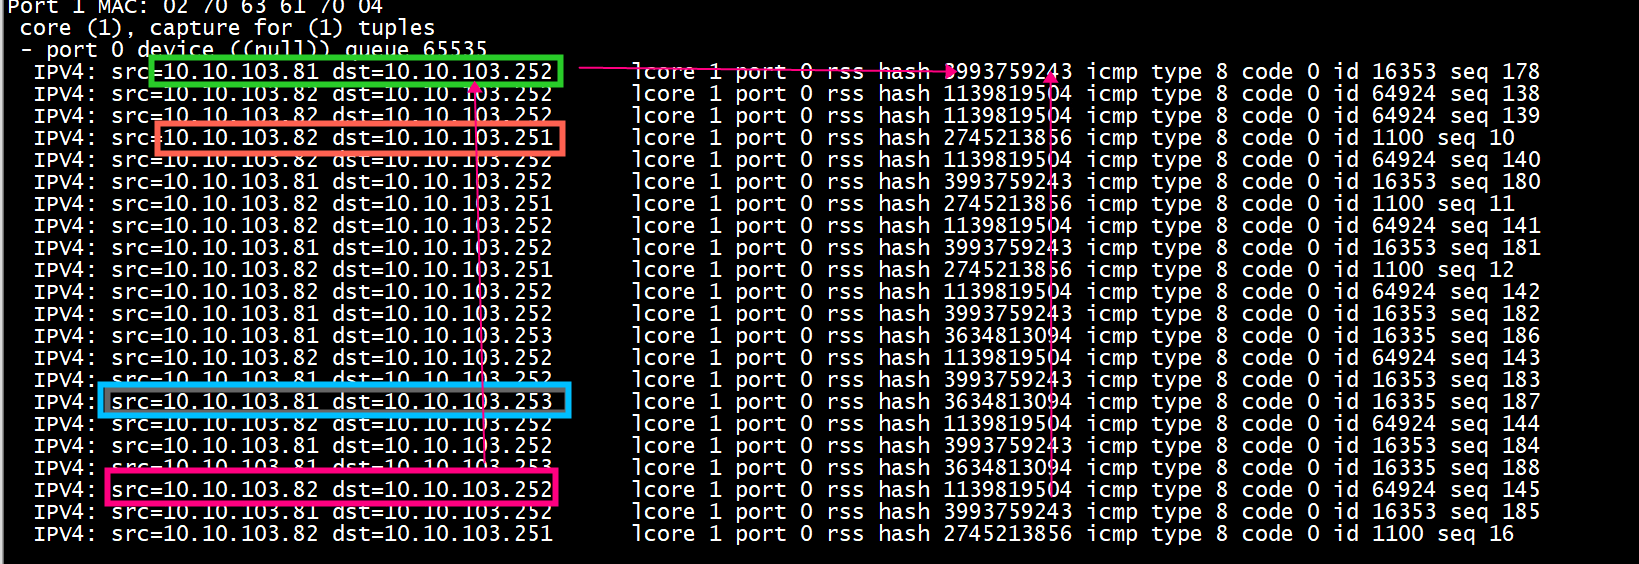 Port 1 MAC: 02 70 63 61 70 04
core (1), capture for (1) tuples
- port 0 device ((null)) queue 65535
IPV4: src=10.10.103.81 dst=10.10.103.252 lcore 1 port 0 rss hash 3993759243 icmp type 8 code 0 id 16353 seq 178
IPV4: src=10.10.103.82 dst=10.10.103.252 lcore 1 port 0 rss hash 1139819504 icmp type 8 code 0 id 64924 seq 138
IPV4: src=10.10.103.82 dst=10.10.103.252 lcore 1 port 0 rss hash 1139819504 icmp type 8 code 0 id 64924 seq 139
IPV4: src=10.10.103.82 dst=10.10.103.251 lcore 1 port 0 rss hash 2745213856 icmp type 8 code 0 id 1100 seq 10
IPV4: src=10.10.103.82 dst=10.10.103.252 lcore 1 port 0 rss hash 1139819504 icmp type 8 code 0 id 64924 seq 140
IPV4: src=10.10.103.81 dst=10.10.103.252 lcore 1 port 0 rss hash 3993759243 icmp type 8 code 0 id 16353 seq 180
IPV4: src=10.10.103.82 dst=10.10.103.251 lcore 1 port 0 rss hash 2745213856 icmp type 8 code 0 id 1100 seq 11
IPV4: src=10.10.103.82 dst=10.10.103.252 lcore 1 port 0 rss hash 1139819504 icmp type 8 code 0 id 64924 seq 141
IPV4: src=10.10.103.81 dst=10.10.103.252 lcore 1 port 0 rss hash 3993759243 icmp type 8 code 0 id 16353 seq 181
IPV4: src=10.10.103.82 dst=10.10.103.251 lcore 1 port 0 rss hash 2745213856 icmp type 8 code 0 id 1100 seq 12
IPV4: src=10.10.103.82 dst=10.10.103.252 lcore 1 port 0 rss hash 1139819504 icmp type 8 code 0 id 64924 seq 142
IPV4: src=10.10.103.81 dst=10.10.103.252 lcore 1 port 0 rss hash 3993759243 icmp type 8 code 0 id 16353 seq 182
IPV4: src=10.10.103.81 dst=10.10.103.253 lcore 1 port 0 rss hash 3634813094 icmp type 8 code 0 id 16335 seq 186
IPV4: src=10.10.103.82 dst=10.10.103.252 lcore 1 port 0 rss hash 1139819504 icmp type 8 code 0 id 64924 seq 143
IPV4: src=10.10.103.81 dst=10.10.103.252 lcore 1 port 0 rss hash 3993759243 icmp type 8 code 0 id 16353 seq 183
IPV4: src=10.10.103.81 dst=10.10.103.253 lcore 1 port 0 rss hash 3634813094 icmp type 8 code 0 id 16335 seq 187
IPV4: src=10.10.103.82 dst=10.10.103.252 lcore 1 port 0 rss hash 1139819504 icmp type 8 code 0 id 64924 seq 144
IPV4: src=10.10.103.81 dst=10.10.103.252 lcore 1 port 0 rss hash 3993759243 icmp type 8 code 0 id 16353 seq 184
IPV4: src=10.10.103.81 dst=10.10.103.253 lcore 1 port 0 rss hash 3634813094 icmp type 8 code 0 id 16335 seq 188
IPV4: src=10.10.103.82 dst=10.10.103.252 lcore 1 port 0 rss hash 1139819504 icmp type 8 code 0 id 64924 seq 145
IPV4: src=10.10.103.81 dst=10.10.103.252 lcore 1 port 0 rss hash 3993759243 icmp type 8 code 0 id 16353 seq 185
IPV4: src=10.10.103.82 dst=10.10.103.251 lcore 1 port 0 rss hash 2745213856 icmp type 8 code 0 id 1100 seq 16